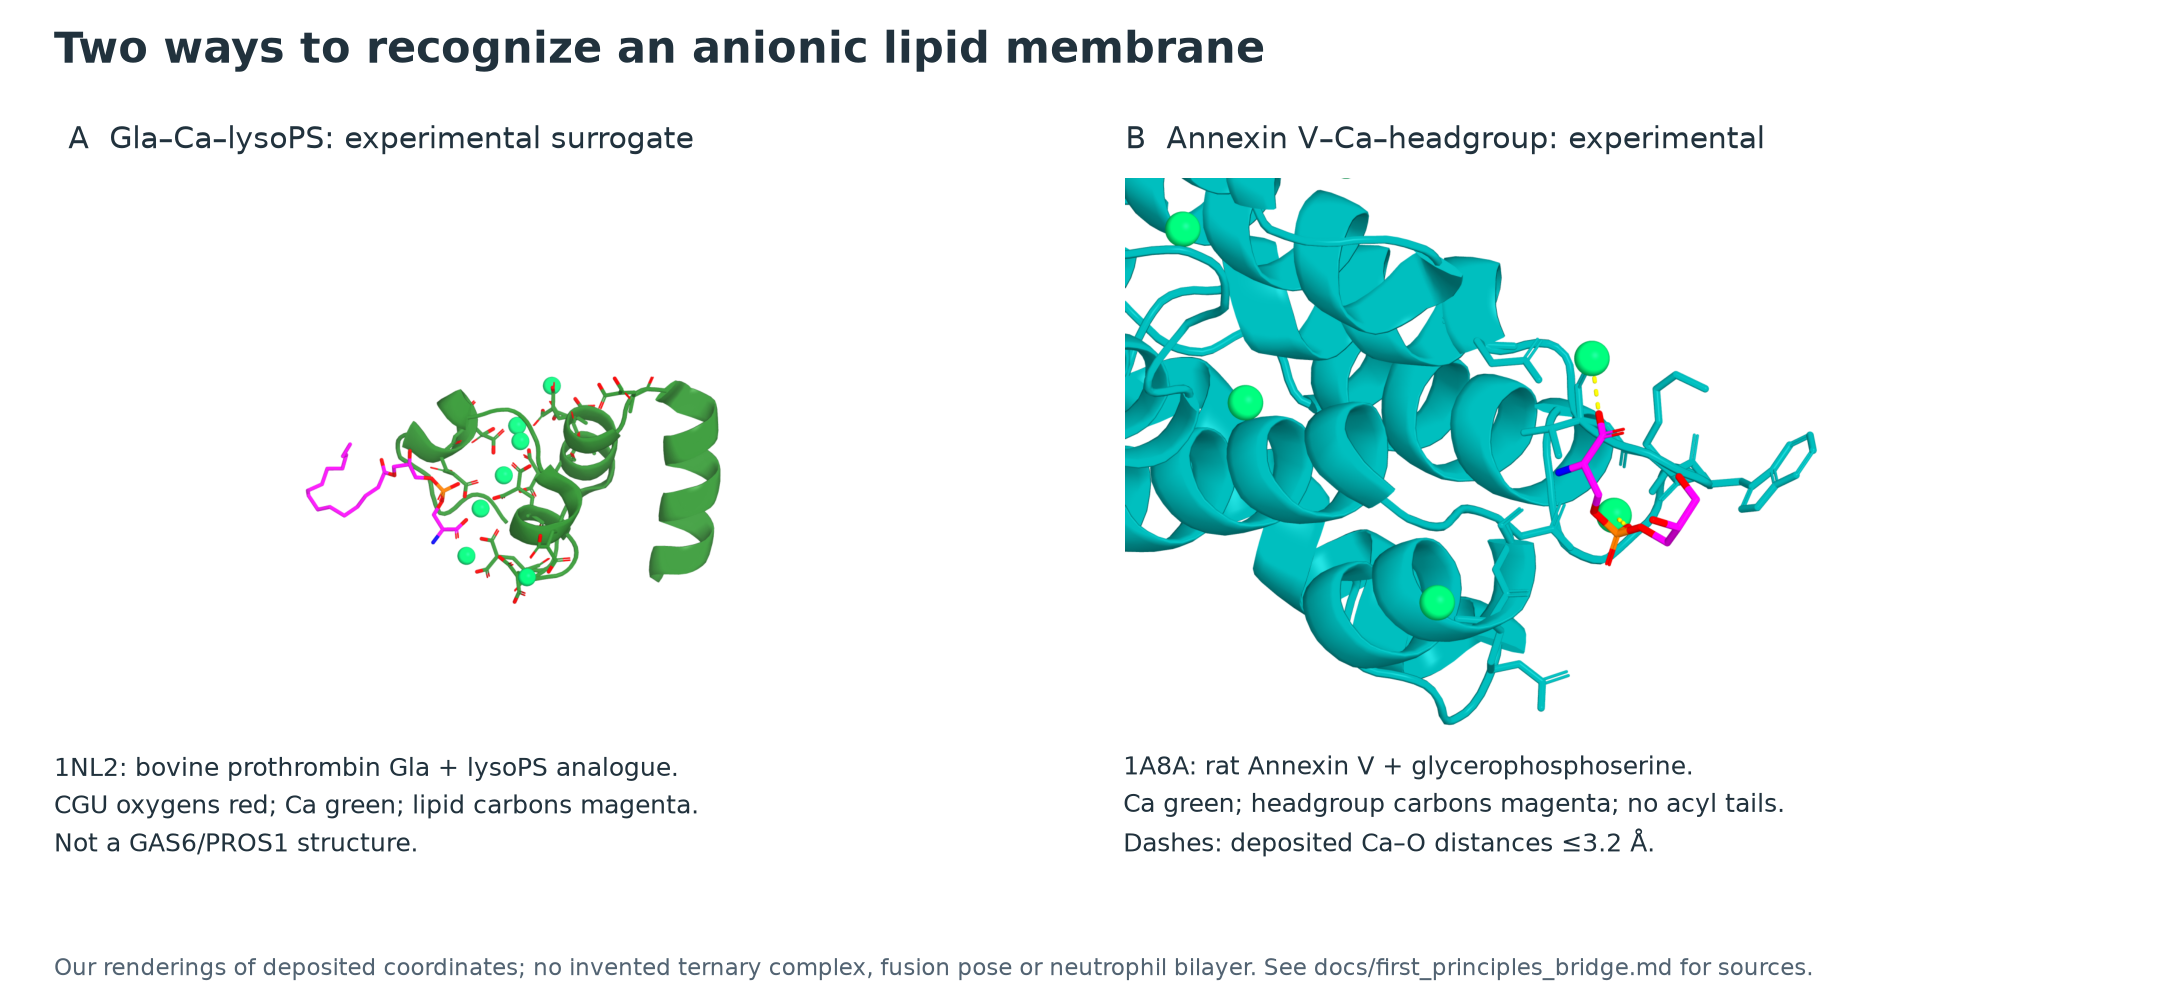 Two ways to recognize an anionic lipid membrane
A Gla–Ca–lysoPS: experimental surrogate
B Annexin V–Ca–headgroup: experimental
1NL2: bovine prothrombin Gla + lysoPS analogue.
CGU oxygens red; Ca green; lipid carbons magenta.
Not a GAS6/PROS1 structure.
1A8A: rat Annexin V + glycerophosphoserine.
Ca green; headgroup carbons magenta; no acyl tails.
Dashes: deposited Ca–O distances ≤3.2 Å.
Our renderings of deposited coordinates; no invented ternary complex, fusion pose or neutrophil bilayer. See docs/first_principles_bridge.md for sources.